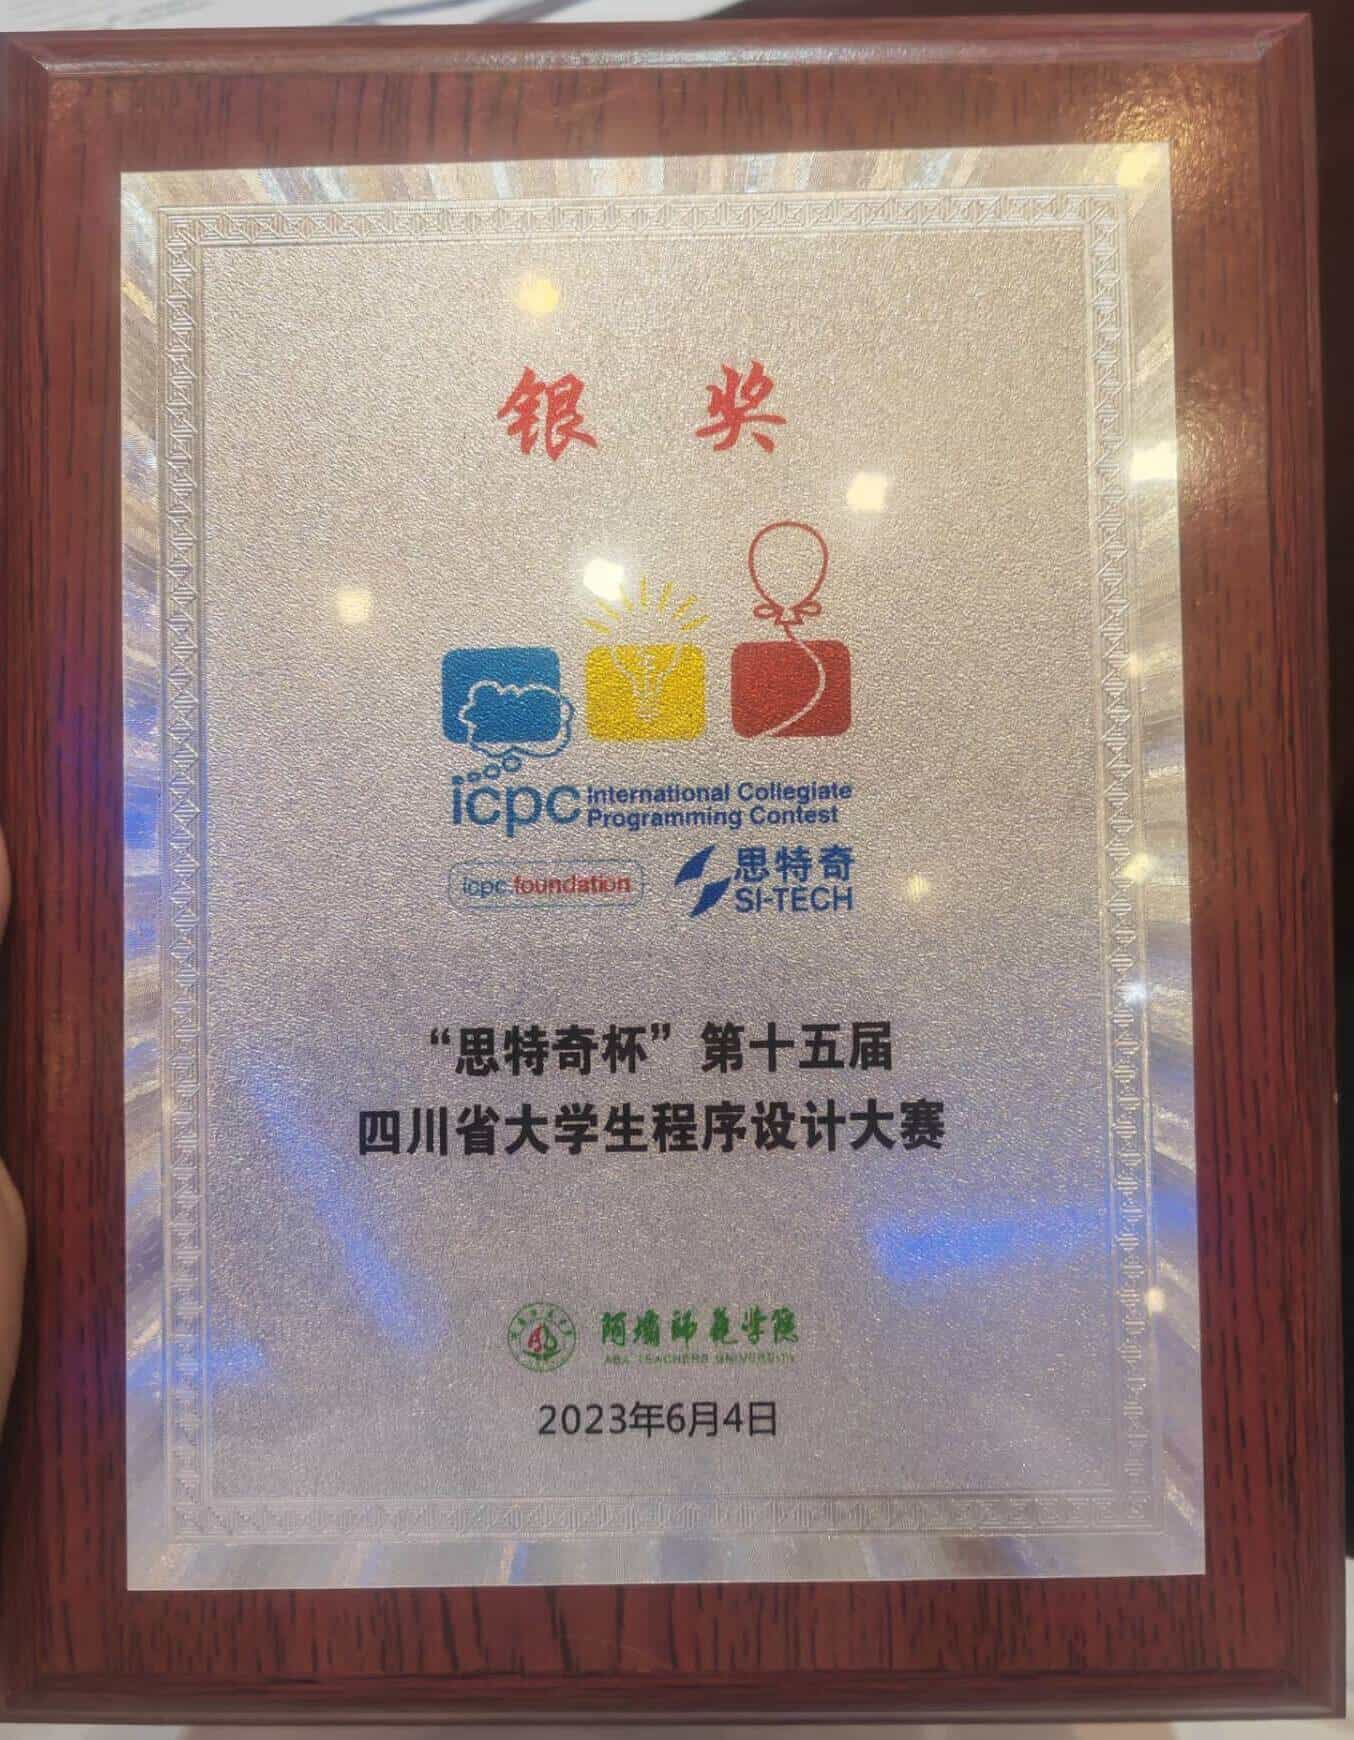 银奖
icpc International Collegiate
Programming Contest
icpc.foundation
思特奇
SI-TECH
“思特奇杯”第十五届
四川省大学生程序设计大赛
阿坝师范学院
ABA TEACHERS UNIVERSITY
2023年6月4日